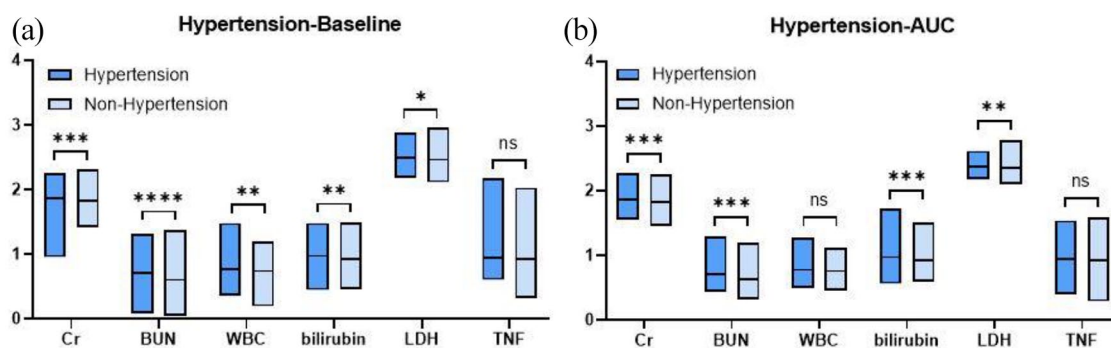 (a)
Hypertension-Baseline
4
3
2
1
0
Hypertension
Non-Hypertension
***
****
**
**
*
ns
Cr BUN WBC bilirubin LDH TNF
(b)
Hypertension-AUC
4
3
2
1
0
Hypertension
Non-Hypertension
***
***
ns
***
**
ns
Cr BUN WBC bilirubin LDH TNF